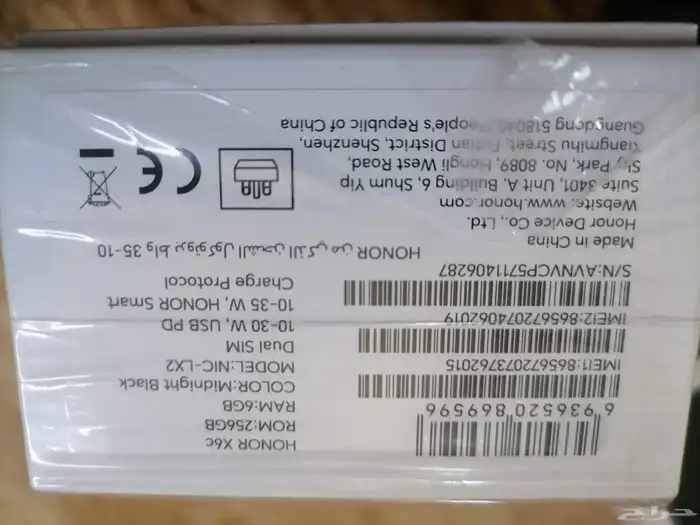 HONOR X6c
ROM:256GB
RAM:6GB
COLOR:Midnight Black
MODEL:NIC-LX2
Dual SIM
10-30 W, USB PD
10-35 W, HONOR Smart
Charge Protocol
6 936520 869596
IMEI1:865672073762015
IMEI2:865672074062019
S/N:AVNVCP5711406287
10-35 واط بروتوكول الشحن الذكي من HONOR
Made in China
Honor Device Co., Ltd.
Website: www.honor.com
Suite 3401, Unit A, Building 6, Shum Yip
Sky Park, No. 8089, Hongli West Road,
Xiangmihu Street, Futian District, Shenzhen,
Guangdong 518040, People's Republic of China
CE
حراج